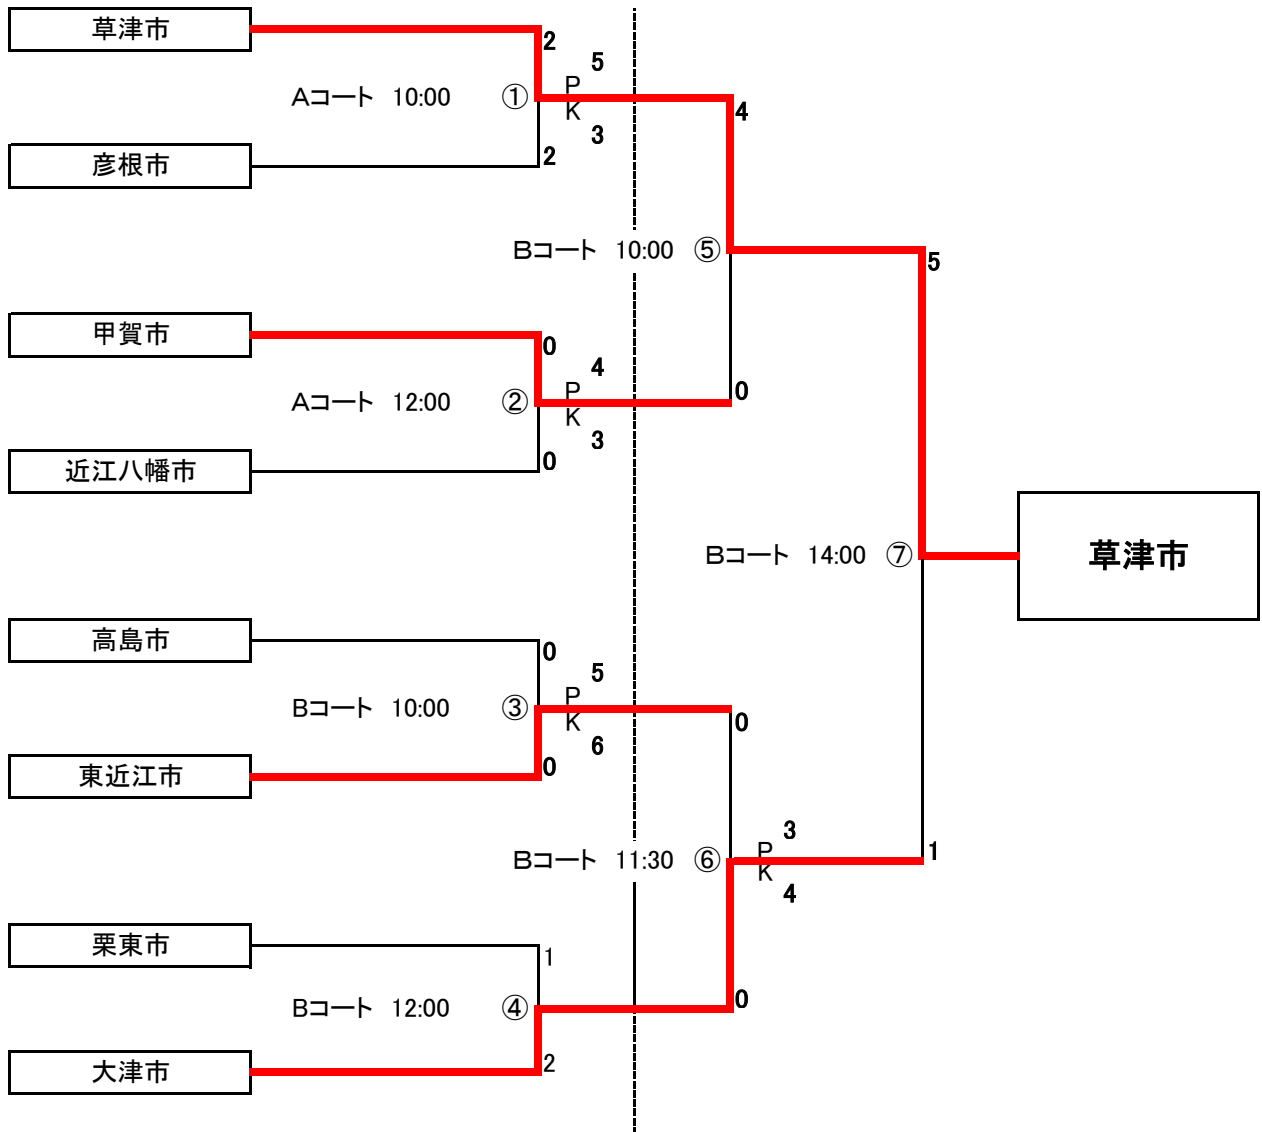 草津市
2
5
Aコート 10:00 ①
P
K
4
3
2
彦根市
Bコート 10:00 ⑤
5
甲賀市
0
4
Aコート 12:00 ②
P
K
0
3
0
近江八幡市
Bコート 14:00 ⑦
草津市
高島市
0
5
Bコート 10:00 ③
P
K
0
6
0
東近江市
3
Bコート 11:30 ⑥
P
K
1
4
栗東市
1
Bコート 12:00 ④
0
2
大津市